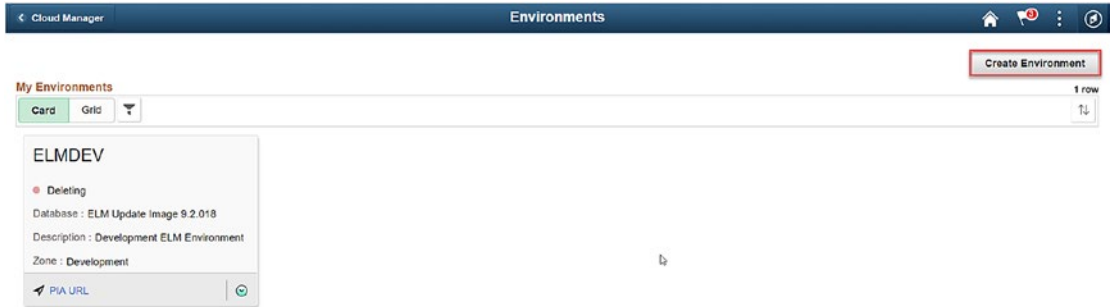 Cloud Manager
Environments
3
Create Environment
My Environments
1 row
Card
Grid
ELMDEV
Deleting
Database : ELM Update Image 9.2.018
Description : Development ELM Environment
Zone : Development
PIA URL